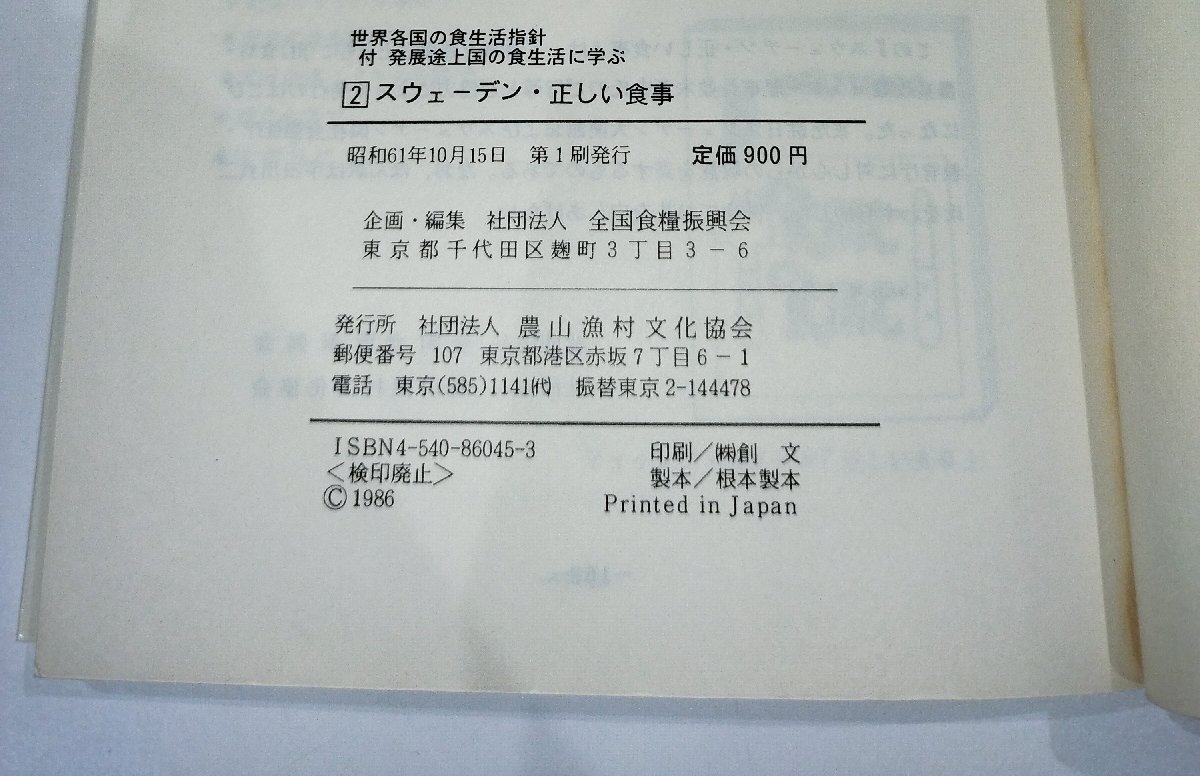 世界各国の食生活指針
付 発展途上国の食生活に学ぶ
2 スウェーデン・正しい食事
昭和61年10月15日 第1刷発行 定価900円
企画・編集 社団法人 全国食糧振興会
東京都千代田区麹町3丁目3-6
発行所 社団法人 農山漁村文化協会
郵便番号 107 東京都港区赤坂7丁目6-1
電話 東京(585)1141㈹ 振替東京2-144478
ISBN4-540-86045-3 印刷/㈱創 文
<検印廃止> 製本/根本製本
©1986 Printed in Japan